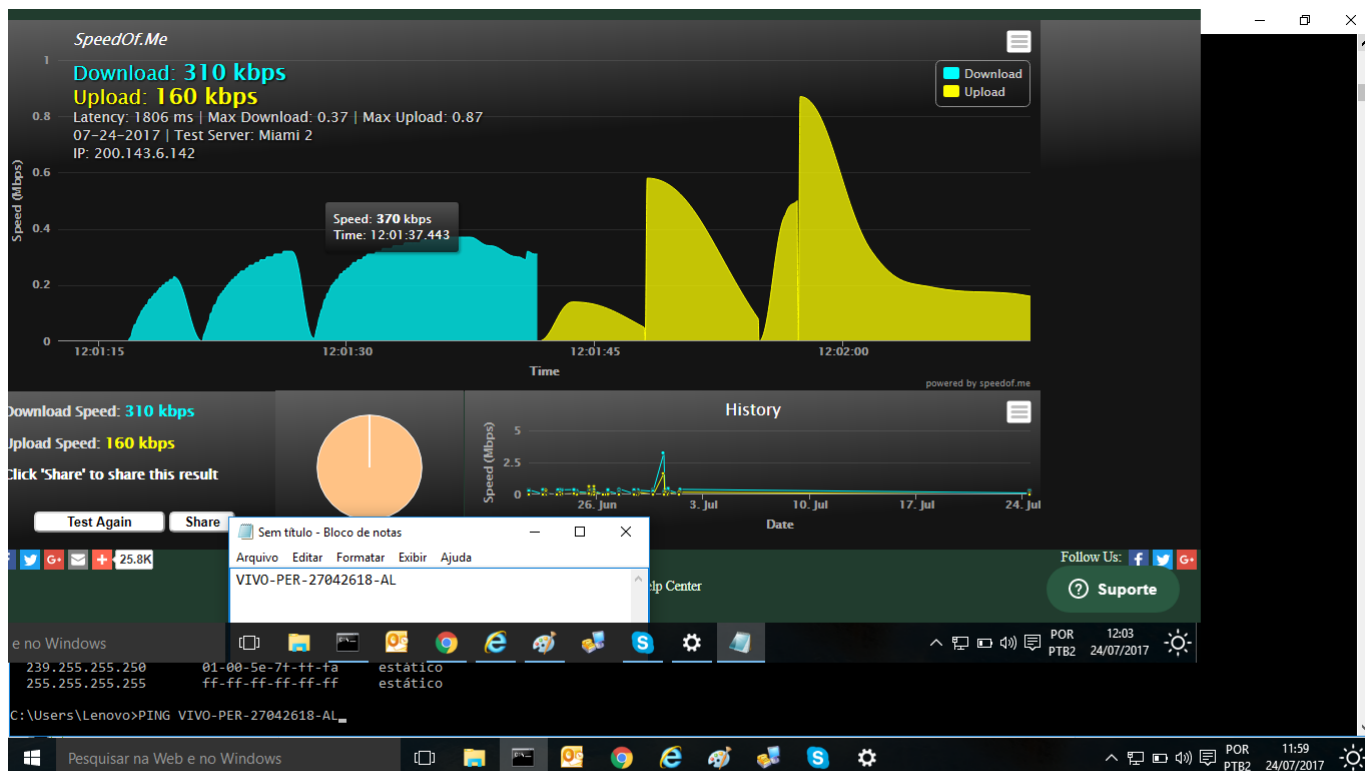 SpeedOf.Me
Download: 310 kbps
Upload: 160 kbps
Latency: 1806 ms | Max Download: 0.37 | Max Upload: 0.87
07-24-2017 | Test Server: Miami 2
IP: 200.143.6.142
Download
Upload
Speed (Mbps)
1
0.8
0.6
0.4
0.2
0
Speed: 370 kbps
Time: 12:01:37.443
12:01:15 12:01:30 12:01:45 12:02:00
Time
powered by speedof.me
Download Speed: 310 kbps
Upload Speed: 160 kbps
Click 'Share' to share this result
Test Again Share
History
Speed (Mbps)
5
2.5
0
26. Jun 3. Jul 10. Jul 17. Jul 24. Jul
Date
25.8K
Follow Us:
Sem título - Bloco de notas
Arquivo Editar Formatar Exibir Ajuda
VIVO-PER-27042618-AL
elp Center
Suporte
e no Windows
POR 12:03
PTB2 24/07/2017
239.255.255.250 01-00-5e-7f-ff-fa estático
255.255.255.255 ff-ff-ff-ff-ff-ff estático
C:\Users\Lenovo>PING VIVO-PER-27042618-AL_
Pesquisar na Web e no Windows
POR 11:59
PTB2 24/07/2017